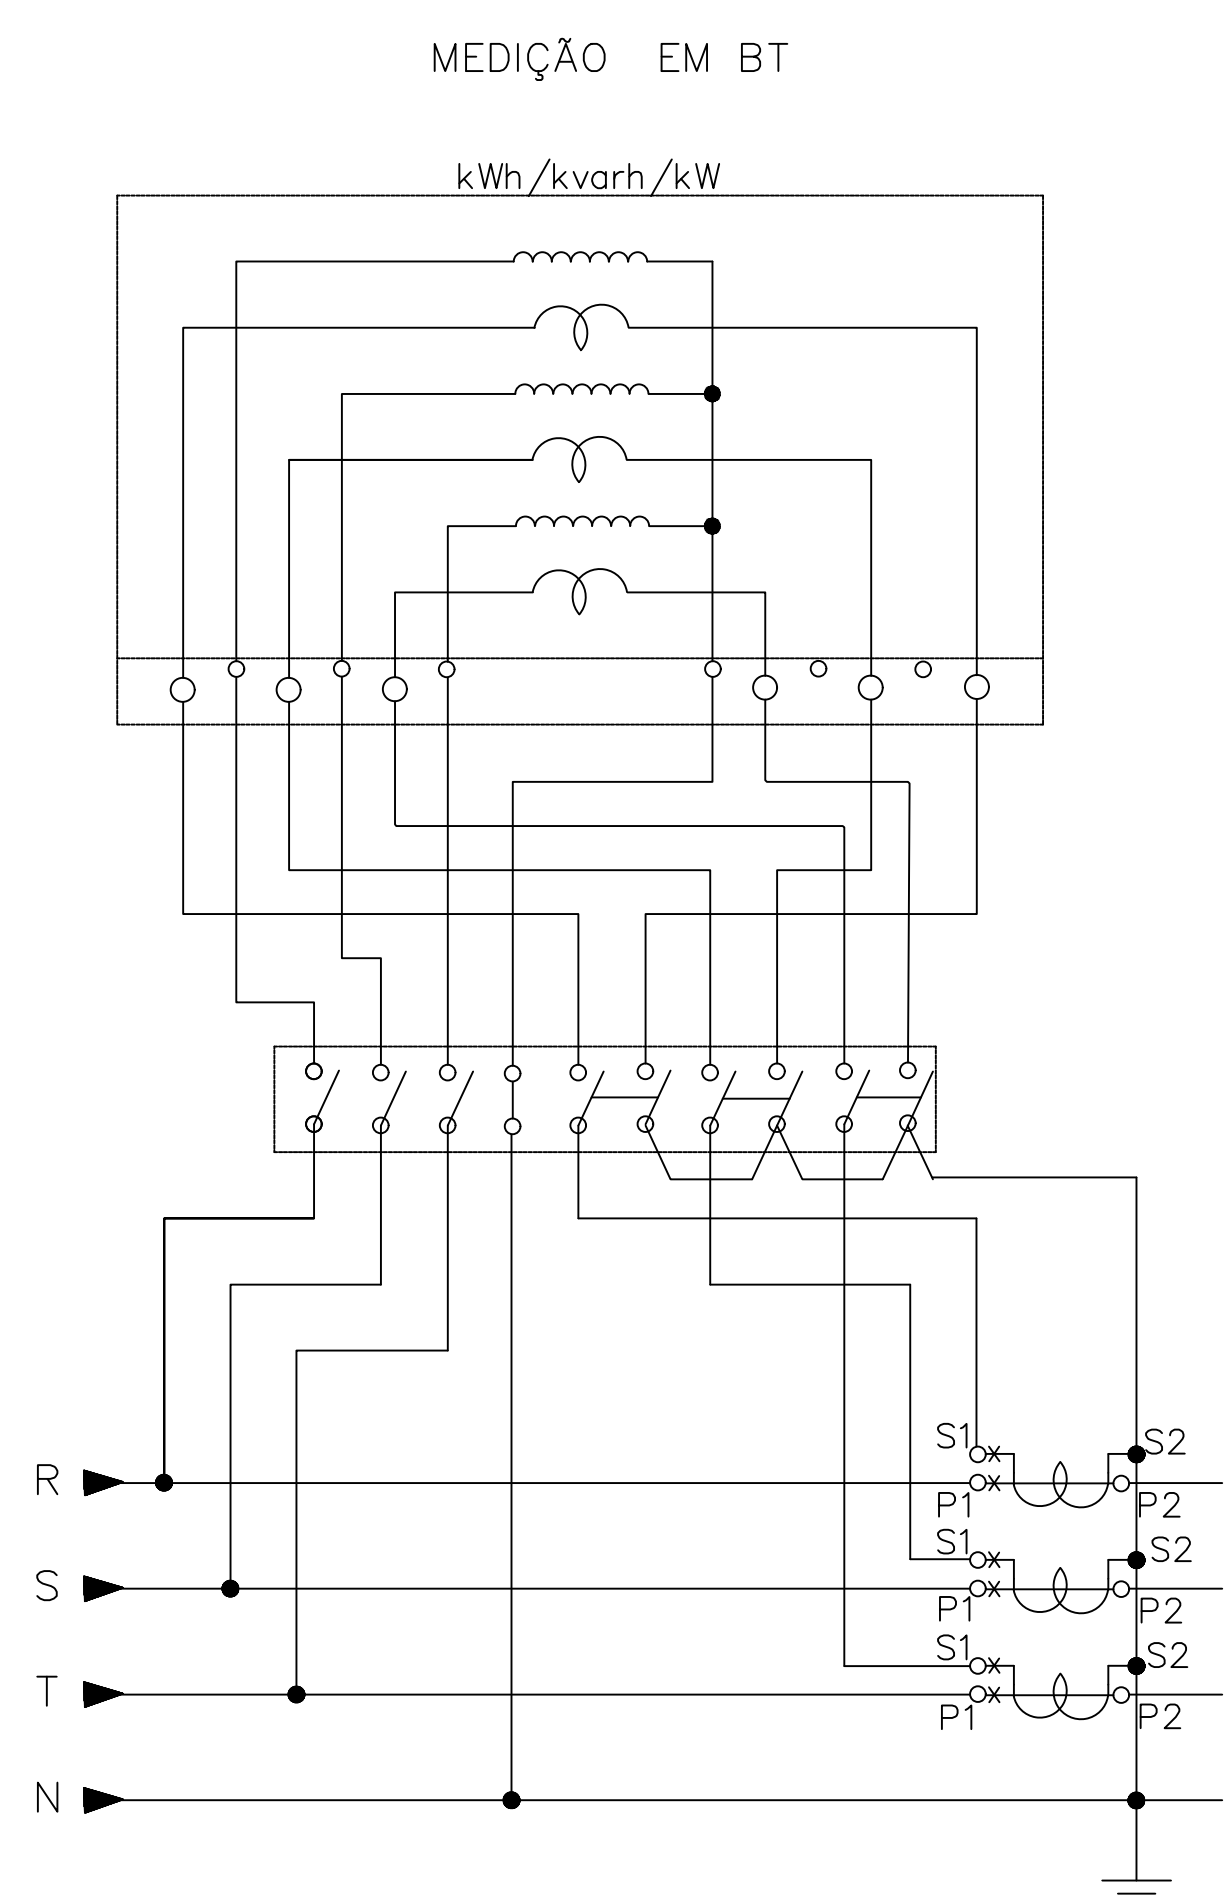 MEDIÇÃO EM BT
kWh/kvarh/kW
S1 S2
R
P1 P2
S1 S2
S
P1 P2
S1 S2
T
P1 P2
N